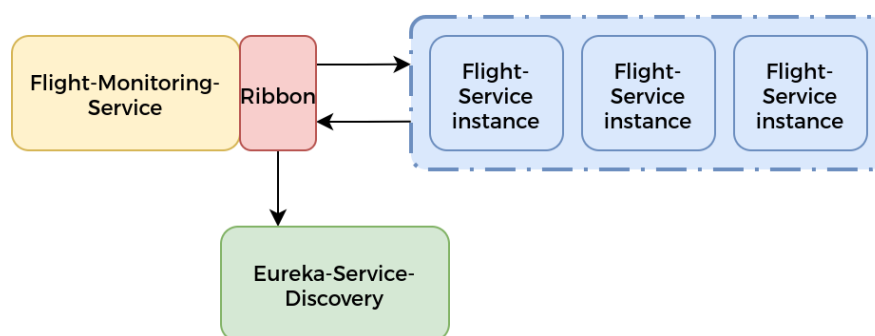 Flight-Monitoring-
Service
Ribbon
Flight-
Service
instance
Flight-
Service
instance
Flight-
Service
instance
Eureka-Service-
Discovery